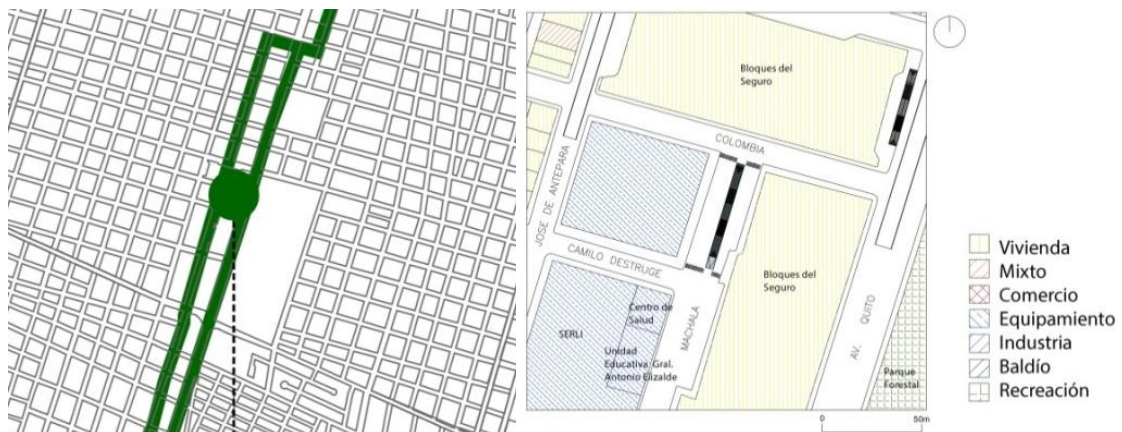 Bloques del
Seguro
COLOMBIA
JOSE DE ANTEPARA
CAMILO DESTRUGE
Bloques del
Seguro
Centro de
Salud
SERLI
Unidad
Educativa Gral.
Antonio Elizalde
MACHALA
AV. QUITO
Parque
Forestal
0 50m
Vivienda
Mixto
Comercio
Equipamiento
Industria
Baldío
Recreación